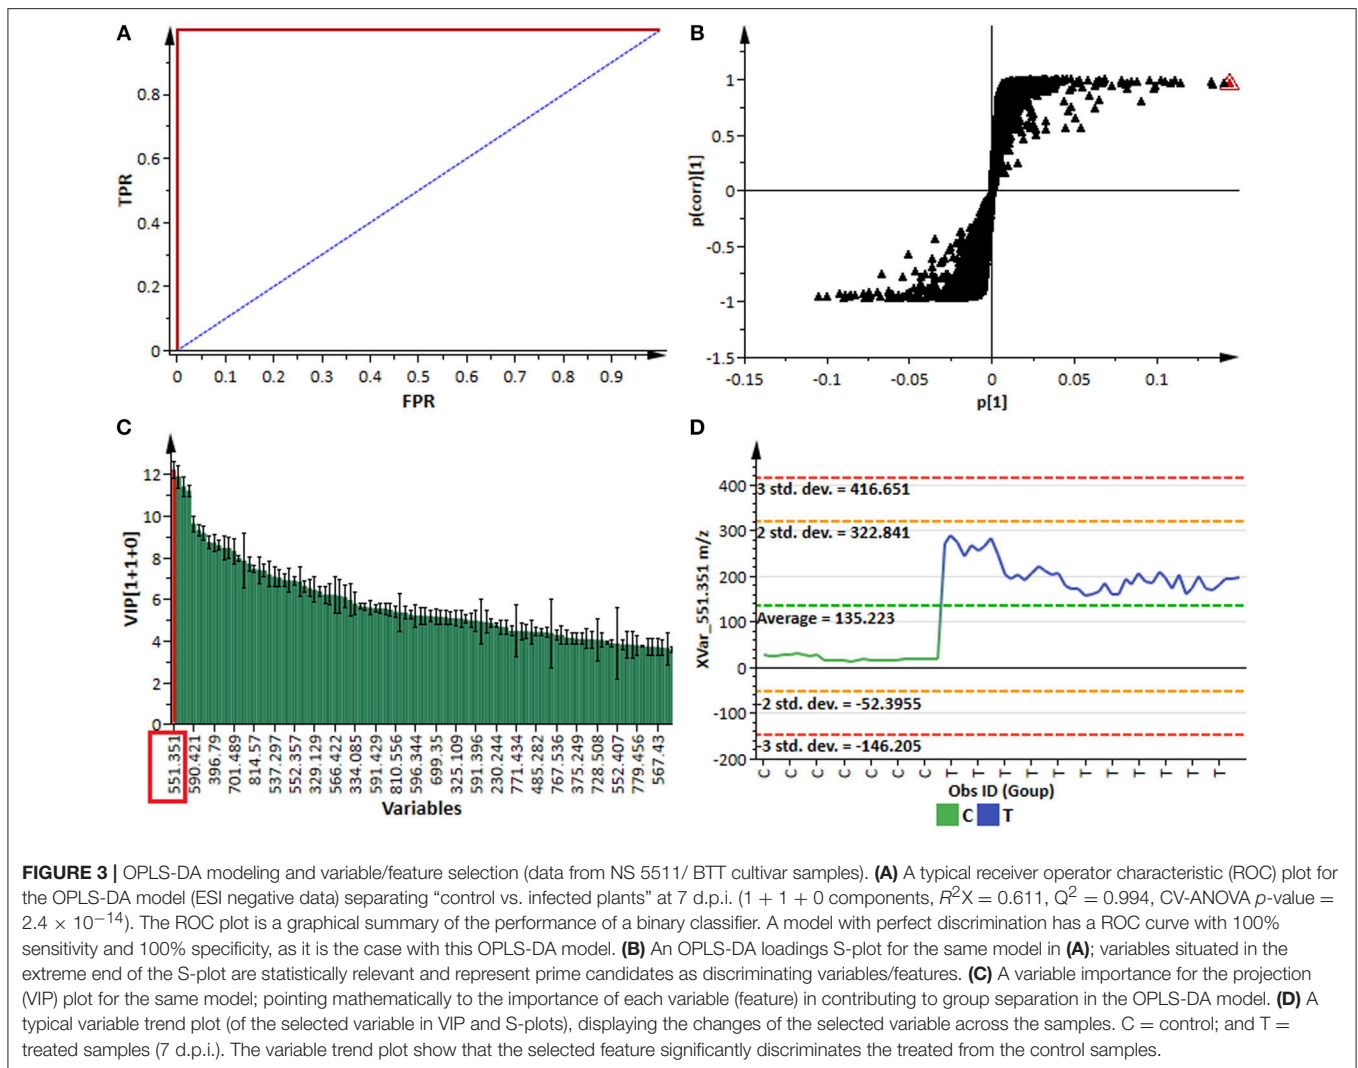 A
TPR
0.8
0.6
0.4
0.2
0
0 0.1 0.2 0.3 0.4 0.5 0.6 0.7 0.8 0.9
FPR
B
p(corr)[1]
1
0.5
0
-0.5
-1
-1.5
-0.15 -0.1 -0.05 0 0.05 0.1
p[1]
C
VIP[1+1+0]
12
10
8
6
4
2
0
551.351 590.421 396.79 701.489 814.57 537.297 552.357 329.129 566.422 334.085 591.429 810.556 596.344 699.35 325.109 591.396 230.244 771.434 485.282 767.536 375.249 728.508 552.407 779.456 567.43
Variables
D
XVar_551.351 m/z
400
300
200
100
0
-100
-200
3 std. dev. = 416.651
2 std. dev. = 322.841
Average = 135.223
-2 std. dev. = -52.3955
-3 std. dev. = -146.205
C C C C C C C T T T T T T T T T T T
Obs ID (Goup)
C T
FIGURE 3 | OPLS-DA modeling and variable/feature selection (data from NS 5511/ BTT cultivar samples). (A) A typical receiver operator characteristic (ROC) plot for
the OPLS-DA model (ESI negative data) separating “control vs. infected plants” at 7 d.p.i. (1 + 1 + 0 components, R²X = 0.611, Q² = 0.994, CV-ANOVA p-value =
2.4 × 10⁻¹⁴). The ROC plot is a graphical summary of the performance of a binary classifier. A model with perfect discrimination has a ROC curve with 100%
sensitivity and 100% specificity, as it is the case with this OPLS-DA model. (B) An OPLS-DA loadings S-plot for the same model in (A); variables situated in the
extreme end of the S-plot are statistically relevant and represent prime candidates as discriminating variables/features. (C) A variable importance for the projection
(VIP) plot for the same model; pointing mathematically to the importance of each variable (feature) in contributing to group separation in the OPLS-DA model. (D) A
typical variable trend plot (of the selected variable in VIP and S-plots), displaying the changes of the selected variable across the samples. C = control; and T =
treated samples (7 d.p.i.). The variable trend plot show that the selected feature significantly discriminates the treated from the control samples.